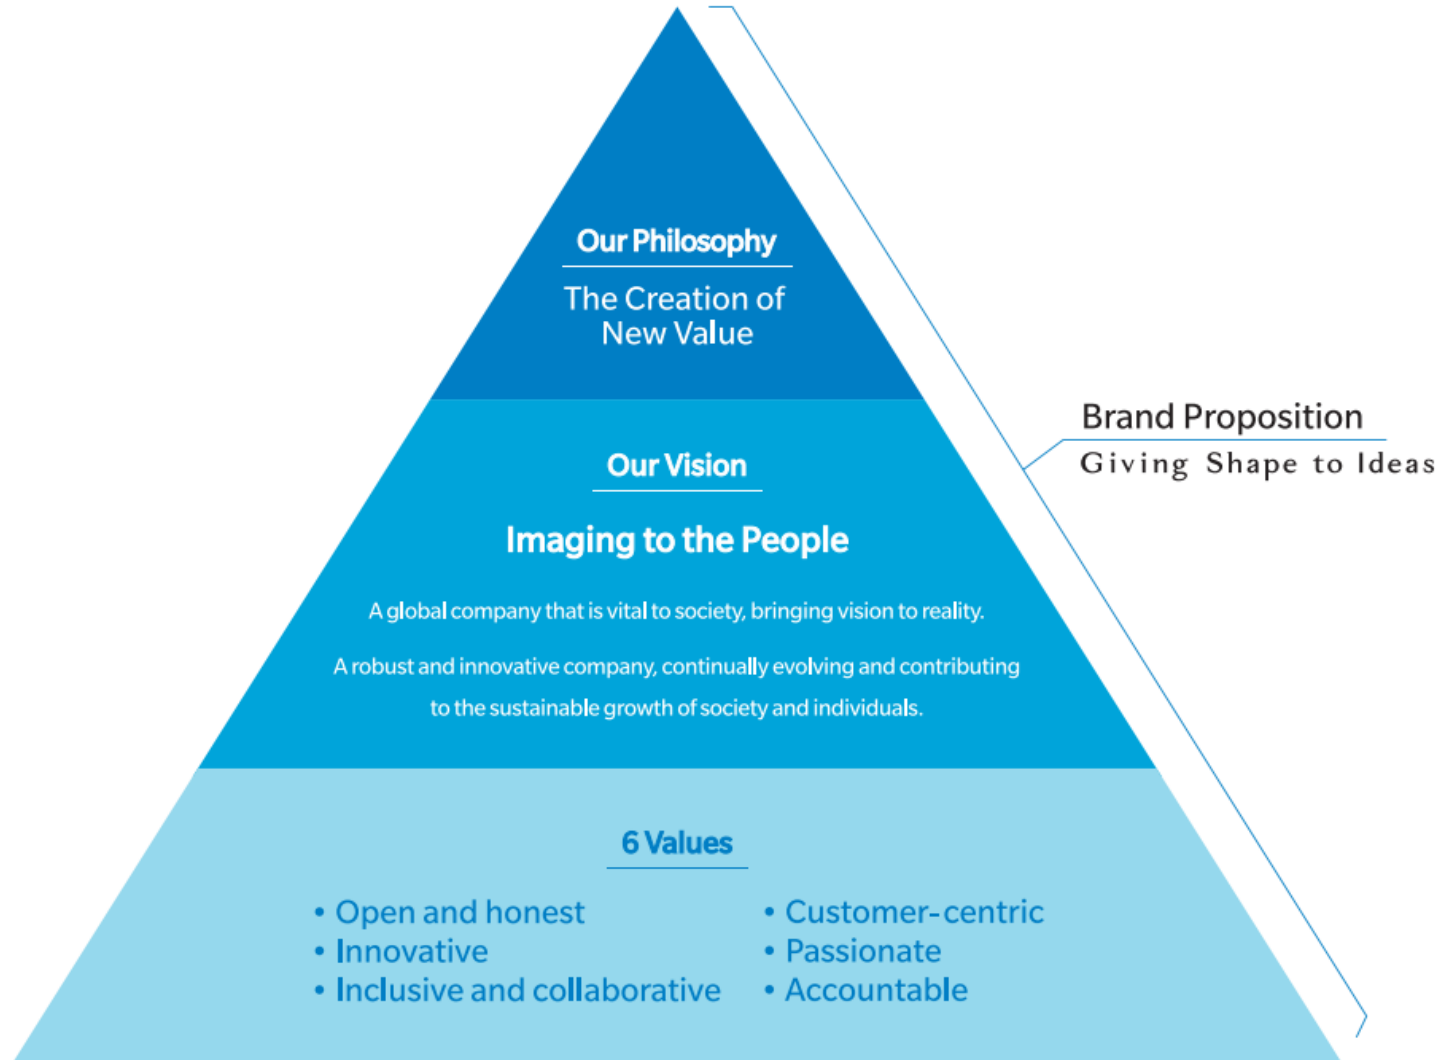 Our Philosophy
The Creation of
New Value
Our Vision
Imaging to the People
A global company that is vital to society, bringing vision to reality.
A robust and innovative company, continually evolving and contributing
to the sustainable growth of society and individuals.
6 Values
• Open and honest
• Innovative
• Inclusive and collaborative
• Customer-centric
• Passionate
• Accountable
Brand Proposition
Giving Shape to Ideas